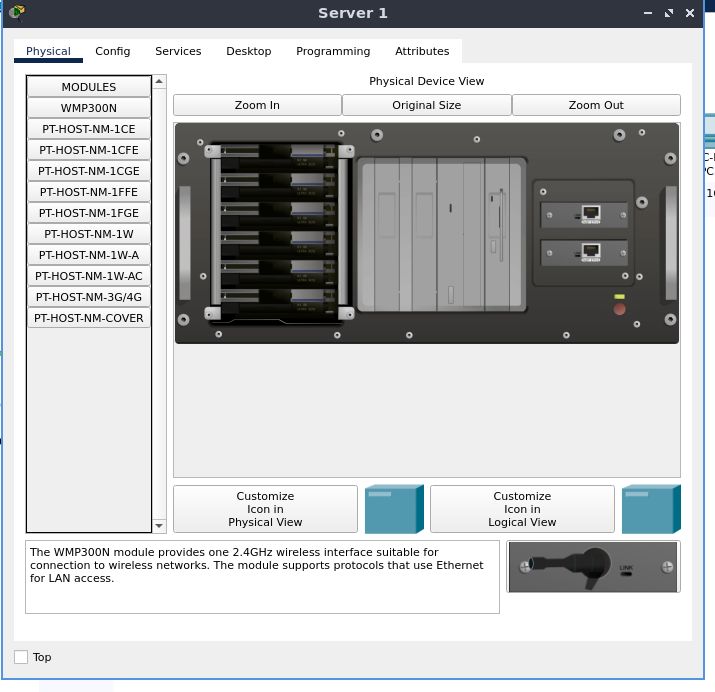 Server 1
Physical
Config
Services
Desktop
Programming
Attributes
MODULES
WMP300N
PT-HOST-NM-1CE
PT-HOST-NM-1CFE
PT-HOST-NM-1CGE
PT-HOST-NM-1FFE
PT-HOST-NM-1FGE
PT-HOST-NM-1W
PT-HOST-NM-1W-A
PT-HOST-NM-1W-AC
PT-HOST-NM-3G/4G
PT-HOST-NM-COVER
Physical Device View
Zoom In
Original Size
Zoom Out
Customize
Icon in
Physical View
Customize
Icon in
Logical View
The WMP300N module provides one 2.4GHz wireless interface suitable for
connection to wireless networks. The module supports protocols that use Ethernet
for LAN access.
LINK
Top